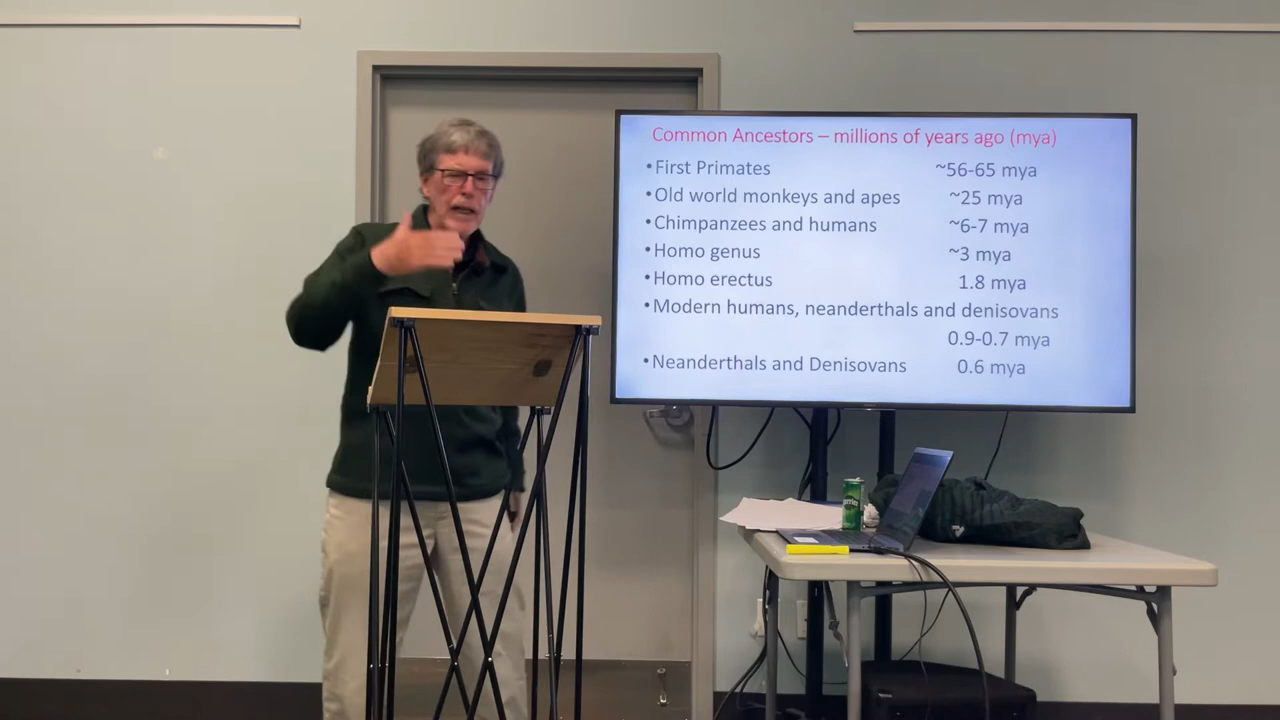 Common Ancestors – millions of years ago (mya)
•First Primates ~56-65 mya
•Old world monkeys and apes ~25 mya
•Chimpanzees and humans ~6-7 mya
•Homo genus ~3 mya
•Homo erectus 1.8 mya
•Modern humans, neanderthals and denisovans
0.9-0.7 mya
•Neanderthals and Denisovans 0.6 mya